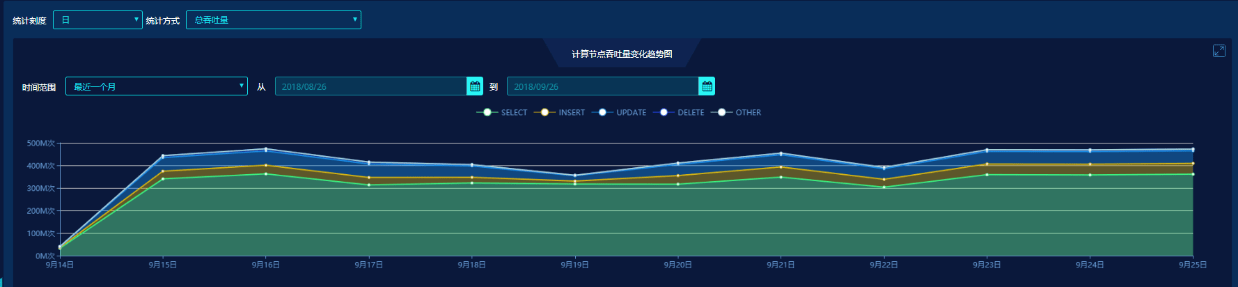 统计刻度 日 统计方式 总吞吐量
计算节点吞吐量变化趋势图
时间范围 最近一个月 从 2018/08/26 到 2018/09/26
SELECT INSERT UPDATE DELETE OTHER
500M次
400M次
300M次
200M次
100M次
0M次
9月14日 9月15日 9月16日 9月17日 9月18日 9月19日 9月20日 9月21日 9月22日 9月23日 9月24日 9月25日